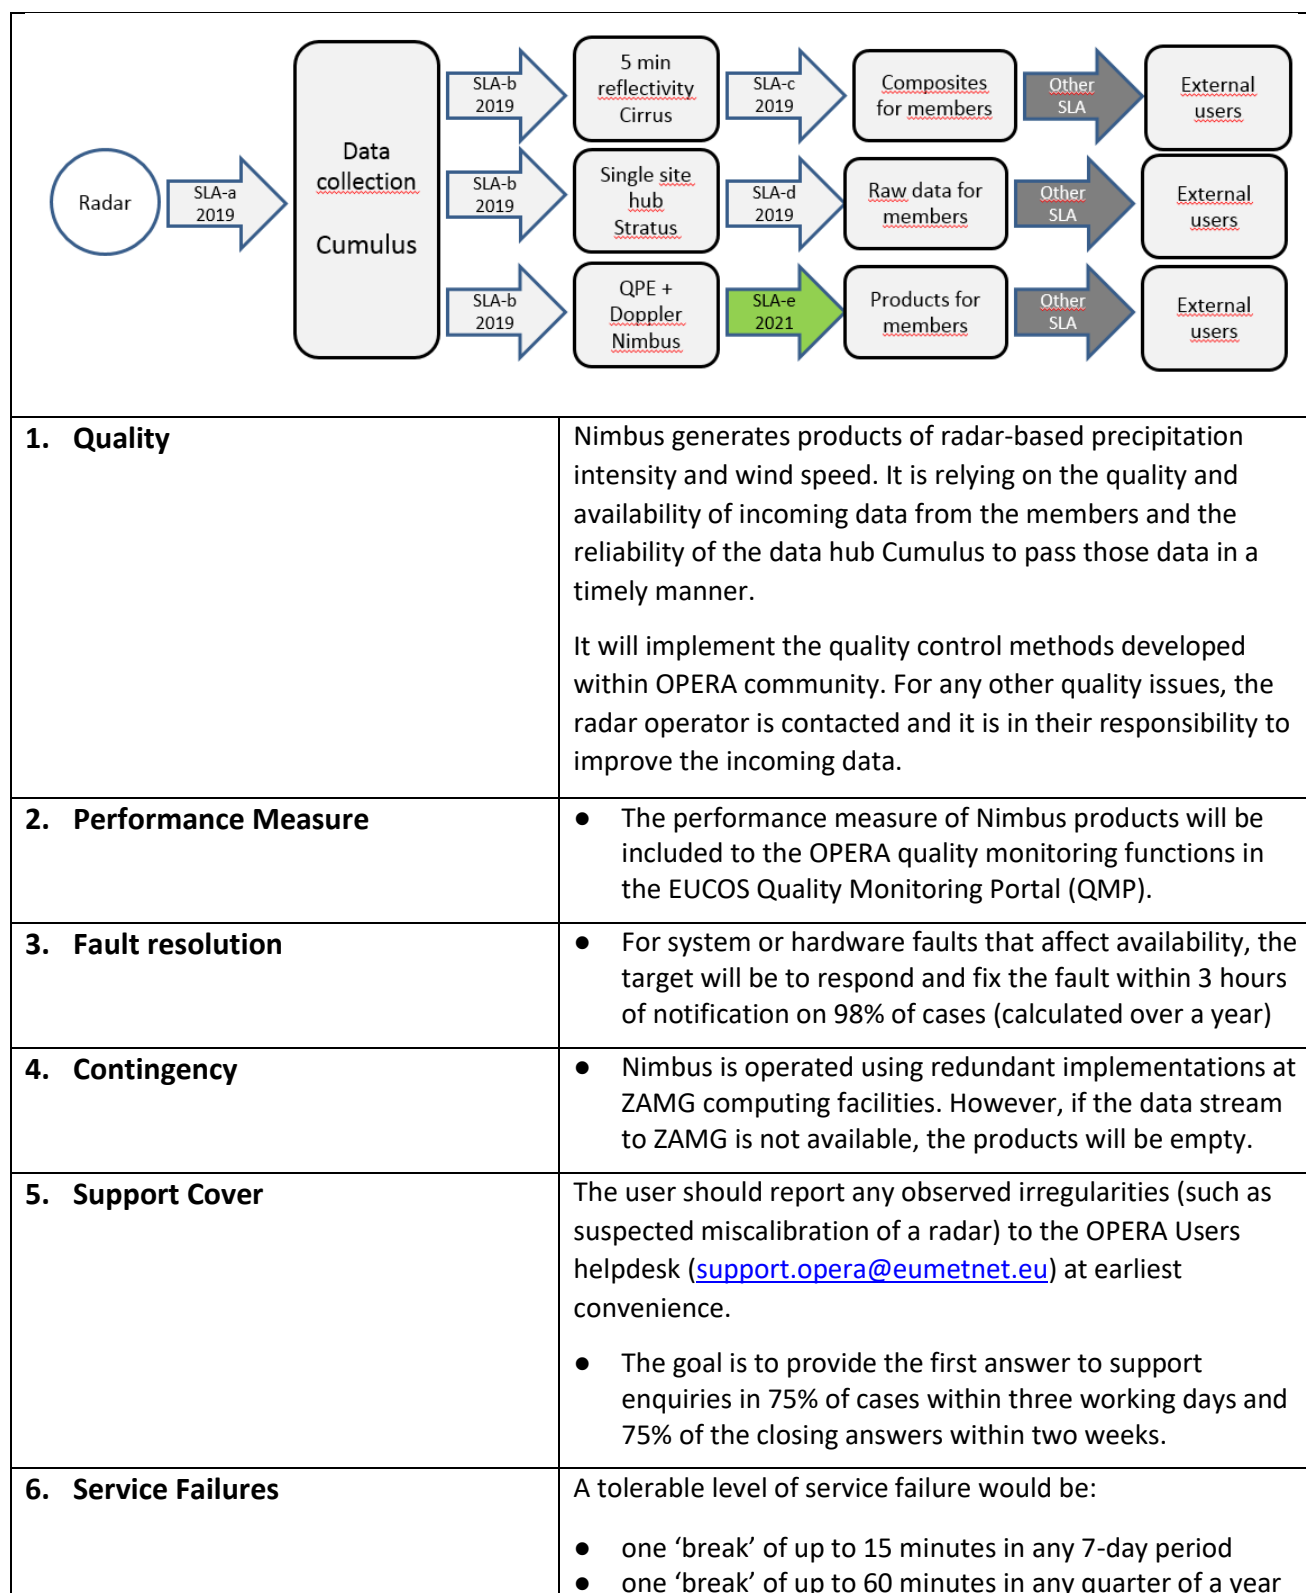 Radar
SLA-a
2019
Data
collection
Cumulus
SLA-b
2019
5 min
reflectivity
Cirrus
SLA-c
2019
Composites
for members
Other
SLA
External
users
SLA-b
2019
Single site
hub
Stratus
SLA-d
2019
Raw data for
members
Other
SLA
External
users
SLA-b
2019
QPE +
Doppler
Nimbus
SLA-e
2021
Products for
members
Other
SLA
External
users
1. Quality
Nimbus generates products of radar-based precipitation
intensity and wind speed. It is relying on the quality and
availability of incoming data from the members and the
reliability of the data hub Cumulus to pass those data in a
timely manner.
It will implement the quality control methods developed
within OPERA community. For any other quality issues, the
radar operator is contacted and it is in their responsibility to
improve the incoming data.
2. Performance Measure
● The performance measure of Nimbus products will be
included to the OPERA quality monitoring functions in
the EUCOS Quality Monitoring Portal (QMP).
3. Fault resolution
● For system or hardware faults that affect availability, the
target will be to respond and fix the fault within 3 hours
of notification on 98% of cases (calculated over a year)
4. Contingency
● Nimbus is operated using redundant implementations at
ZAMG computing facilities. However, if the data stream
to ZAMG is not available, the products will be empty.
5. Support Cover
The user should report any observed irregularities (such as
suspected miscalibration of a radar) to the OPERA Users
helpdesk (support.opera@eumetnet.eu) at earliest
convenience.
● The goal is to provide the first answer to support
enquiries in 75% of cases within three working days and
75% of the closing answers within two weeks.
6. Service Failures
A tolerable level of service failure would be:
● one ‘break’ of up to 15 minutes in any 7-day period
● one ‘break’ of up to 60 minutes in any quarter of a year